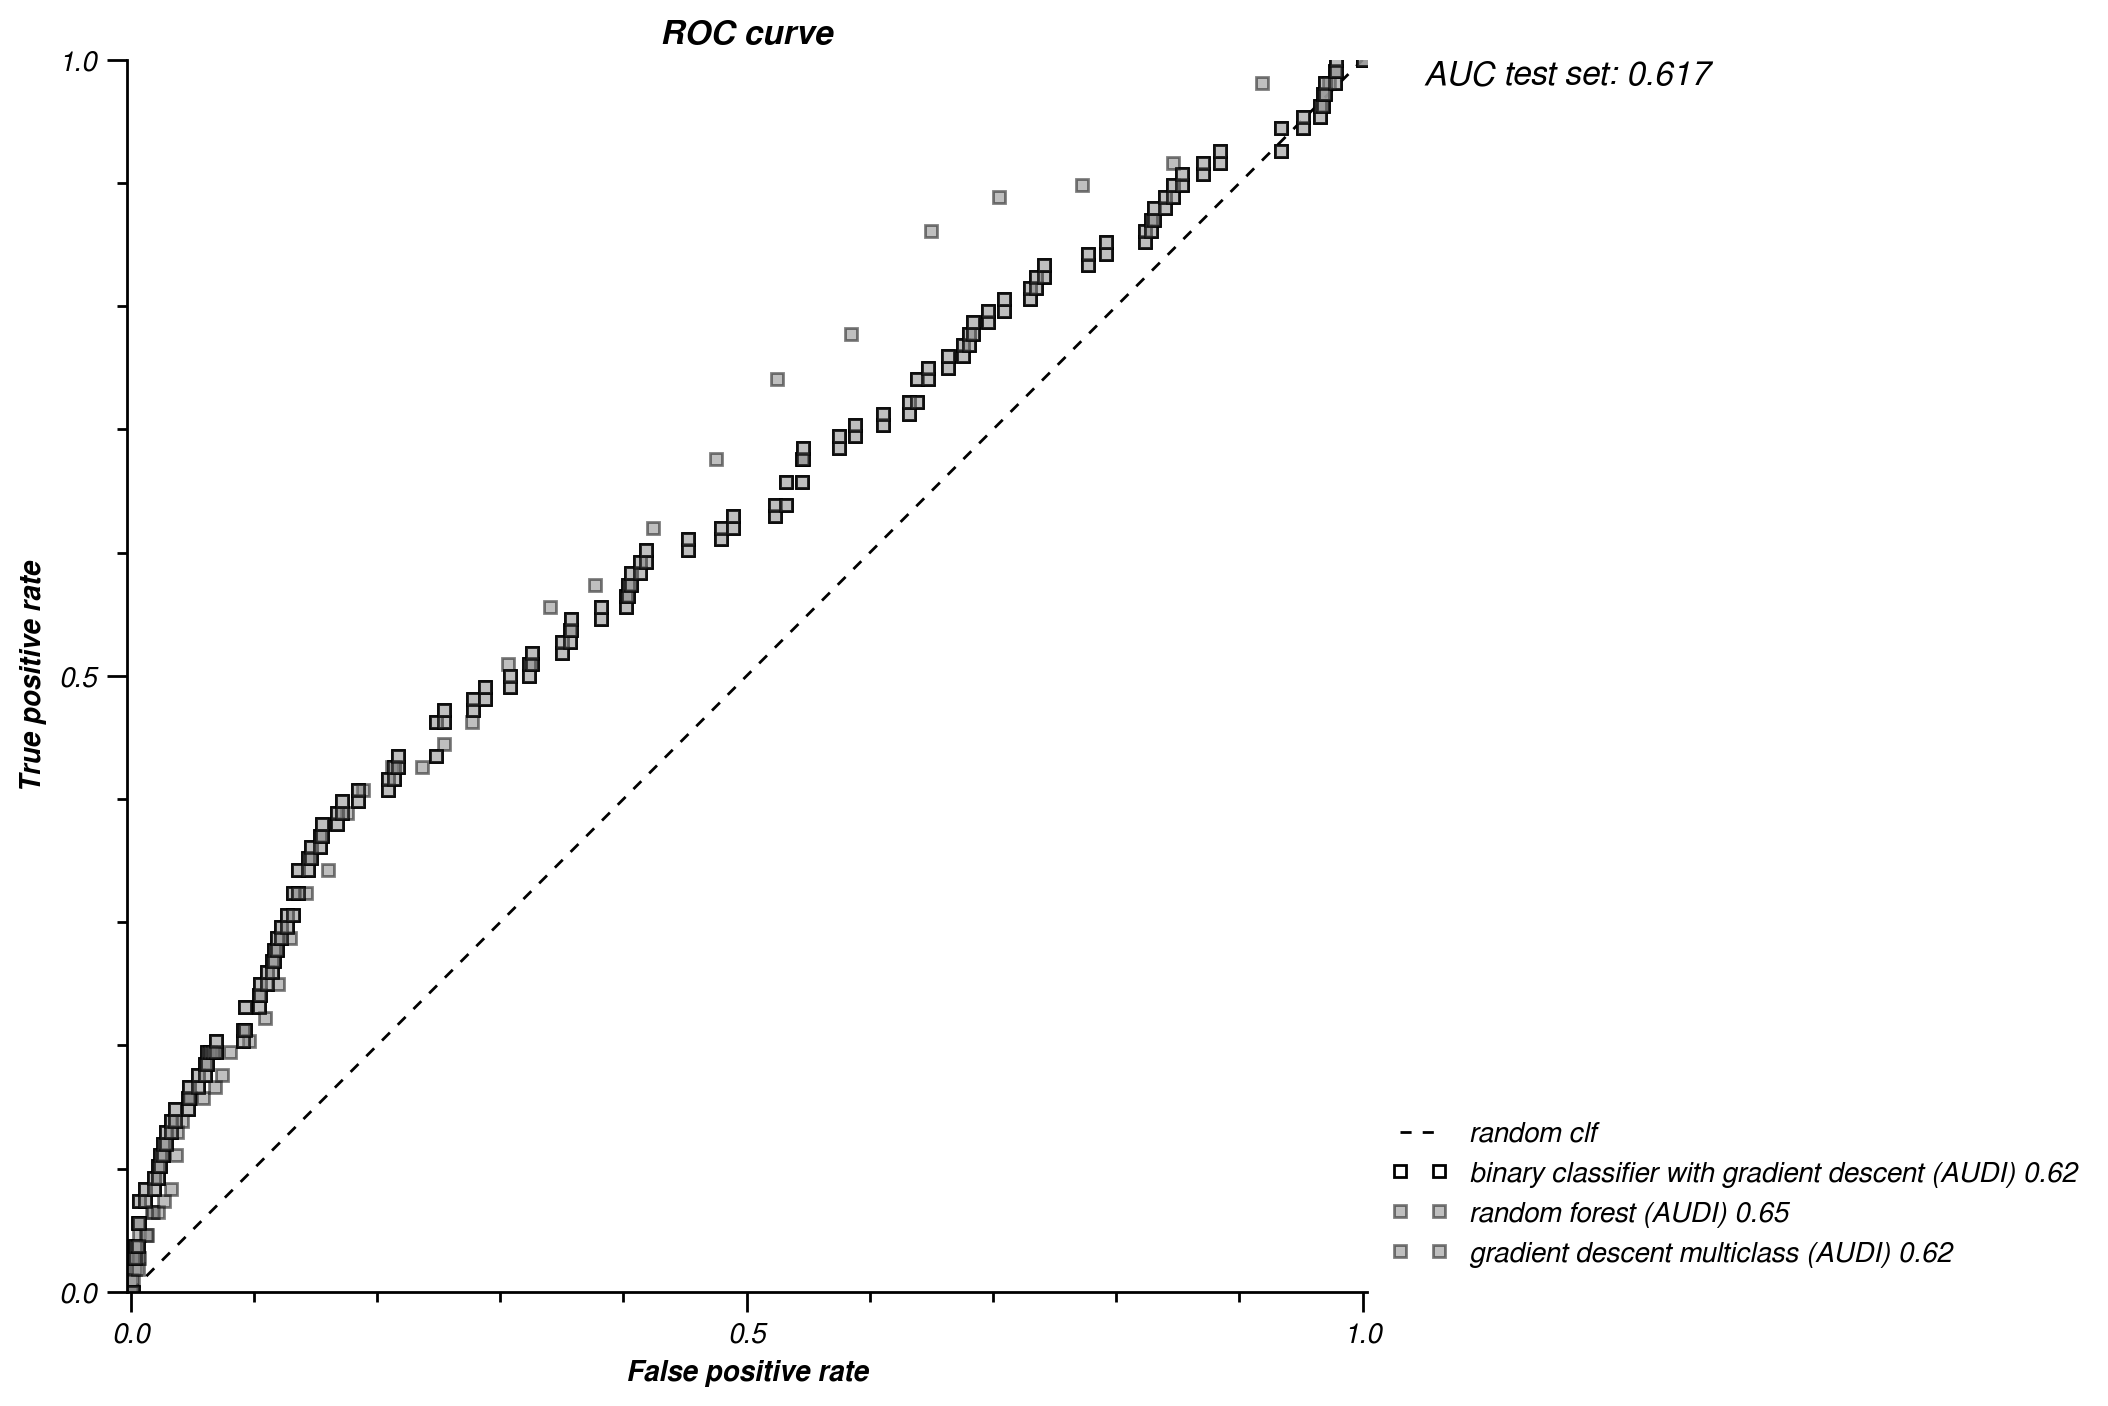 ROC curve
AUC test set: 0.617
1.0
0.5
0.0
True positive rate
0.0
0.5
1.0
False positive rate
random clf
binary classifier with gradient descent (AUDI) 0.62
random forest (AUDI) 0.65
gradient descent multiclass (AUDI) 0.62